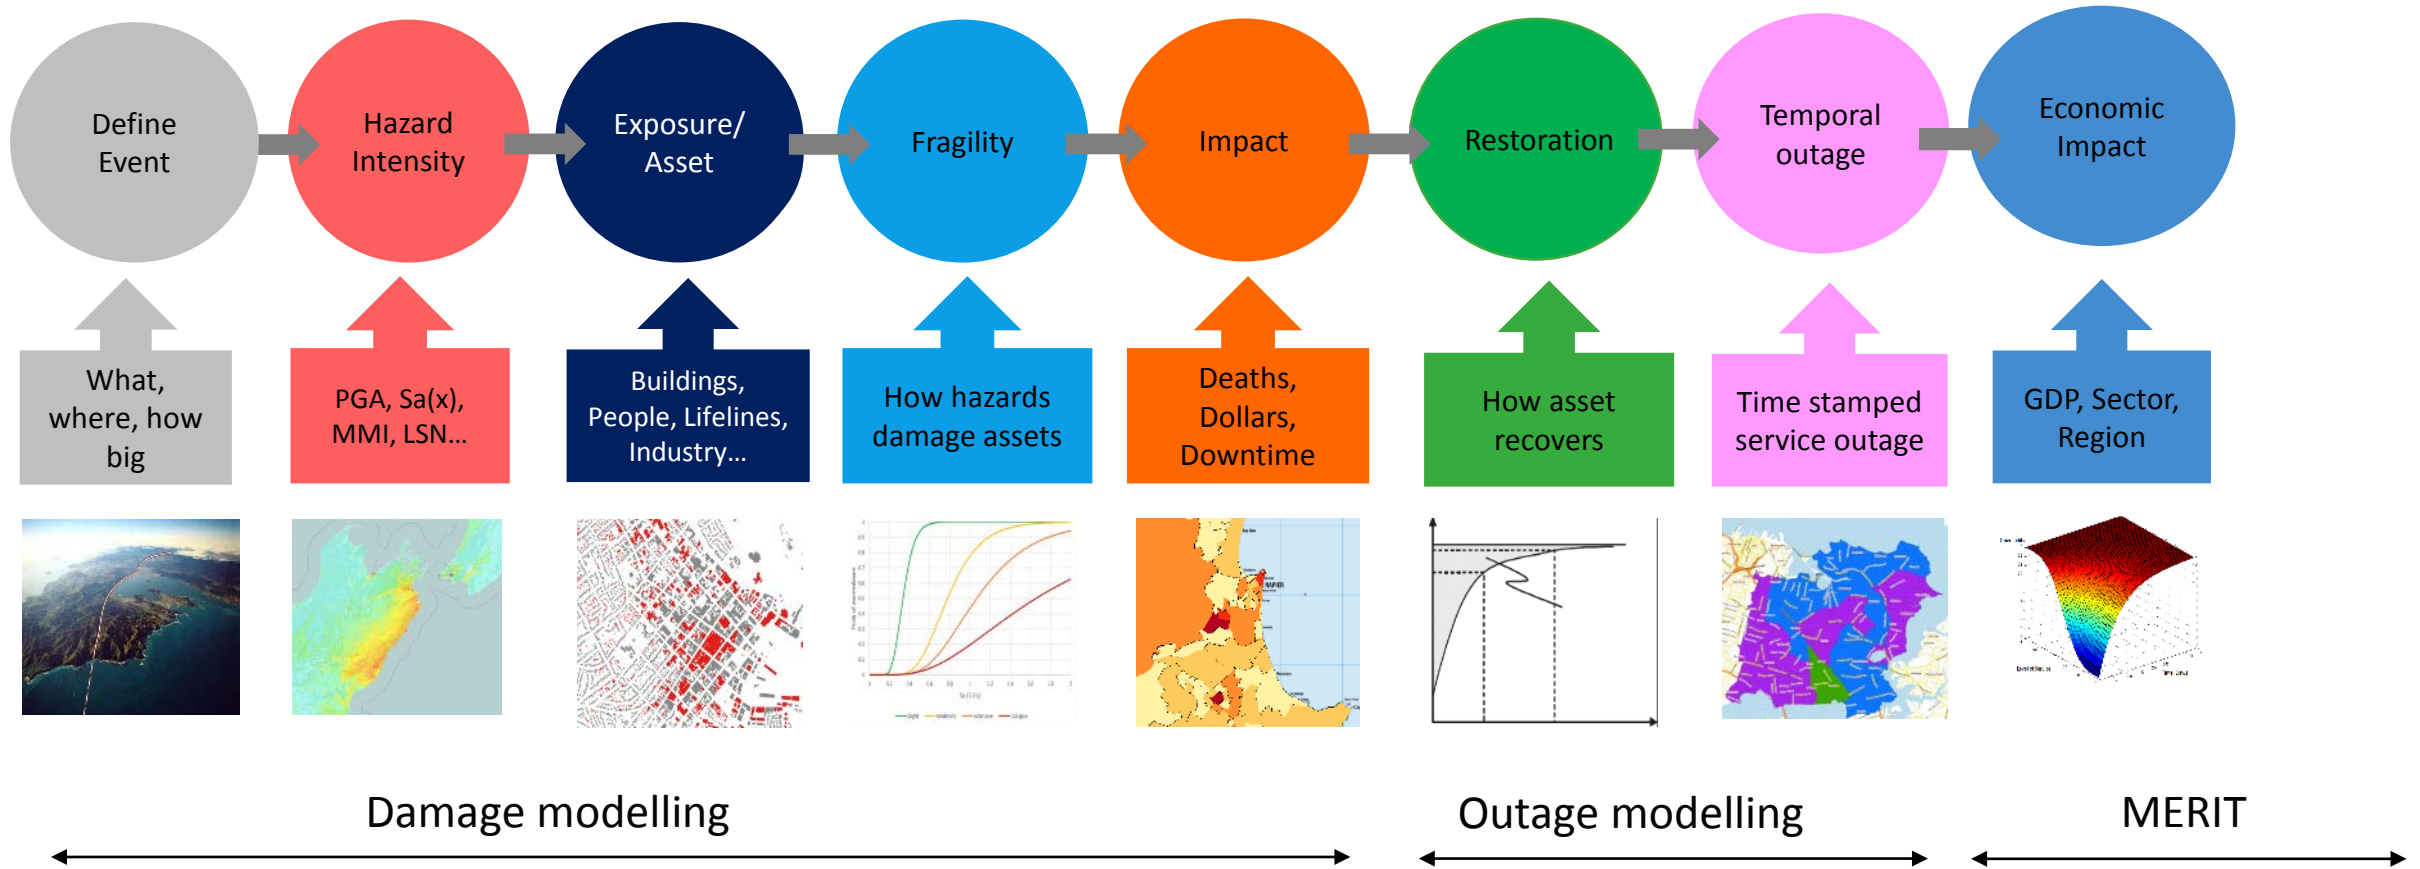 Define
Event
Hazard
Intensity
Exposure/
Asset
Fragility
Impact
Restoration
Temporal
outage
Economic
Impact
What,
where, how
big
PGA, Sa(x),
MMI, LSN...
Buildings,
People, Lifelines,
Industry...
How hazards
damage assets
Deaths,
Dollars,
Downtime
How asset
recovers
Time stamped
service outage
GDP, Sector,
Region
NAPIER
Damage modelling
Outage modelling
MERIT